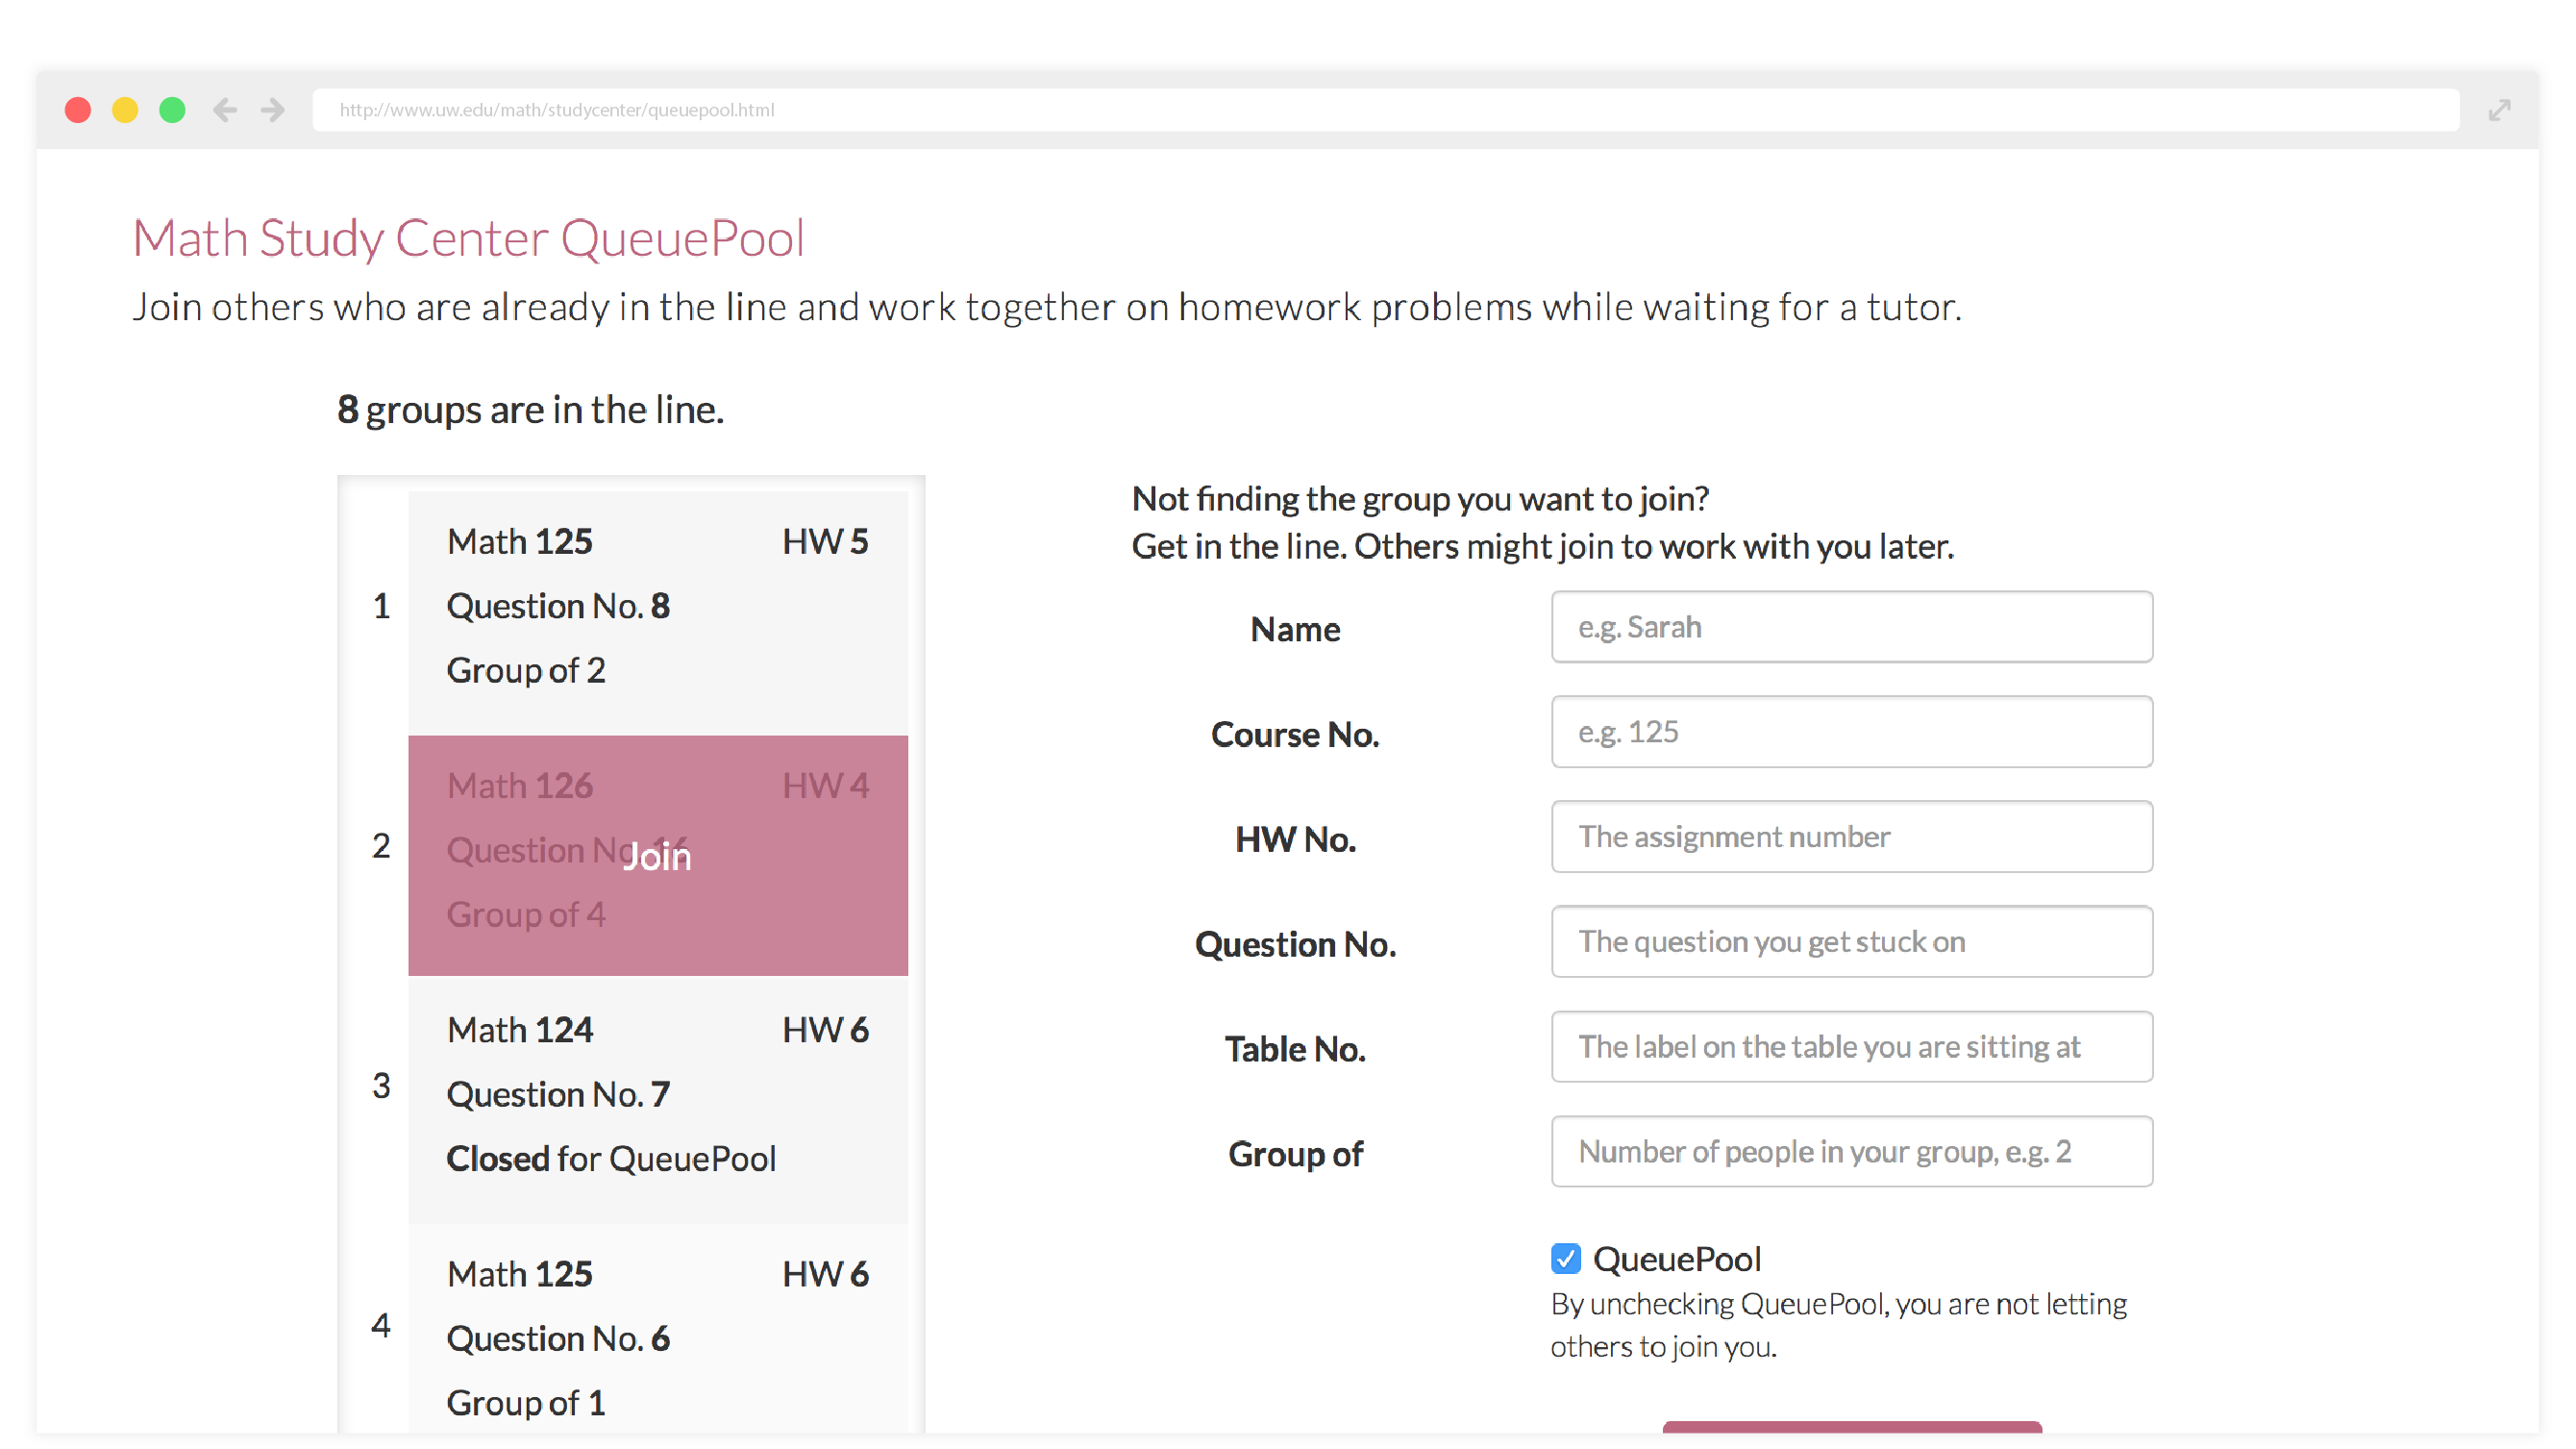 http://www.uw.edu/math/studycenter/queuepool.html
Math Study Center QueuePool
Join others who are already in the line and work together on homework problems while waiting for a tutor.
8 groups are in the line.
1
Math 125 HW 5
Question No. 8
Group of 2
2
Math 126 HW 4
Question No. 16
Join
Group of 4
3
Math 124 HW 6
Question No. 7
Closed for QueuePool
4
Math 125 HW 6
Question No. 6
Group of 1
Not finding the group you want to join?
Get in the line. Others might join to work with you later.
Name e.g. Sarah
Course No. e.g. 125
HW No. The assignment number
Question No. The question you get stuck on
Table No. The label on the table you are sitting at
Group of Number of people in your group, e.g. 2
QueuePool
By unchecking QueuePool, you are not letting
others to join you.